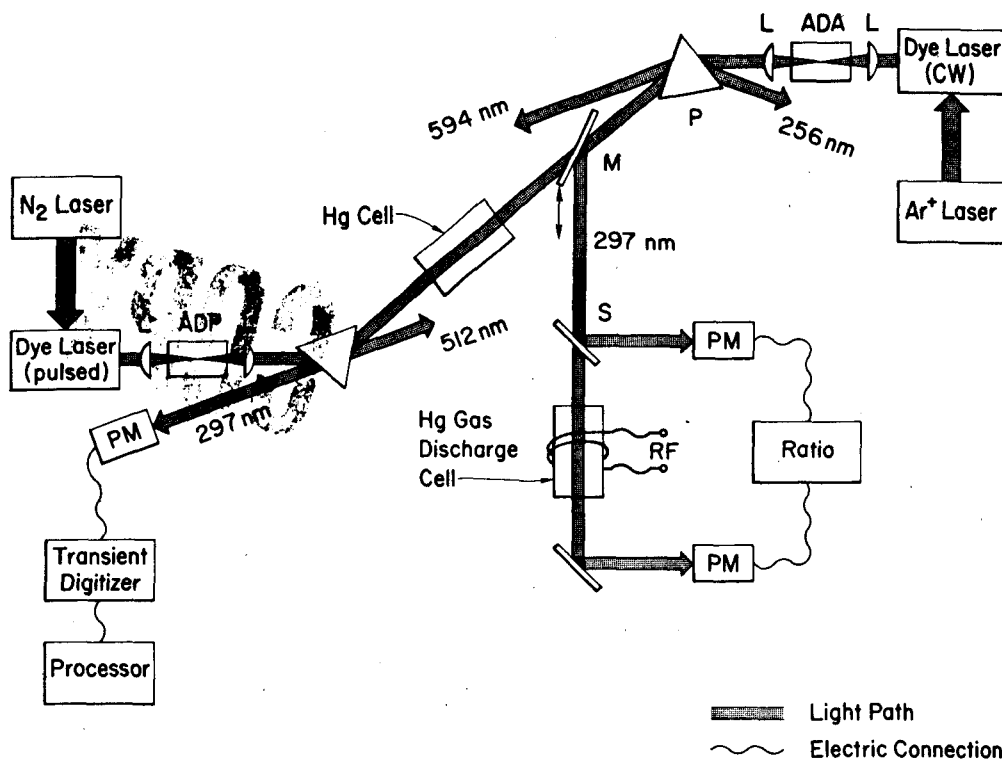 L
ADA
L
Dye Laser
(CW)
594 nm
P
256 nm
M
N₂ Laser
Hg Cell
Ar⁺ Laser
297 nm
S
L
ADP
512 nm
PM
Dye Laser
(pulsed)
297 nm
PM
Hg Gas
Discharge
Cell
RF
Ratio
Transient
Digitizer
PM
Processor
Light Path
Electric Connection